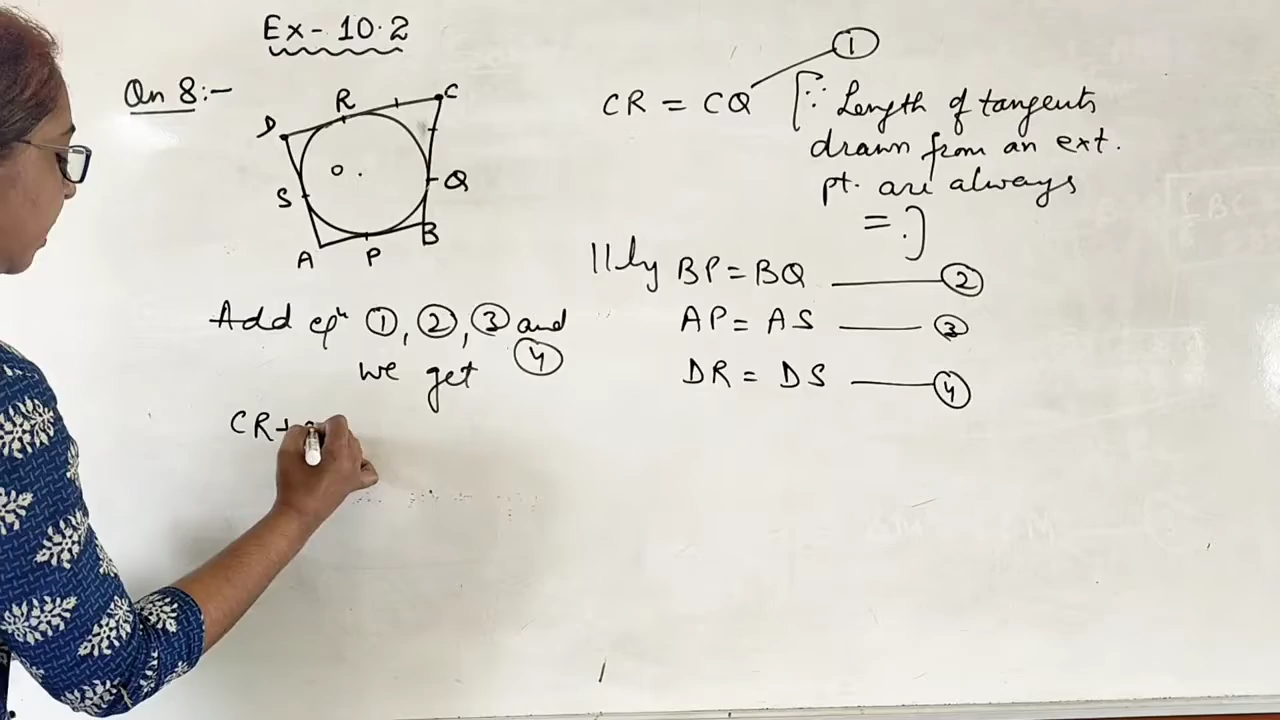 Ex- 10.2
Qn 8:-
R
C
D
O .
S
Q
B
A
P
CR = CQ ①
[∵ Length of tangents
drawn from an ext.
pt. are always
= .]
||ly BP = BQ ②
AP = AS ③
DR = DS ④
Add eqn ①, ②, ③ and
④
we get
CR+